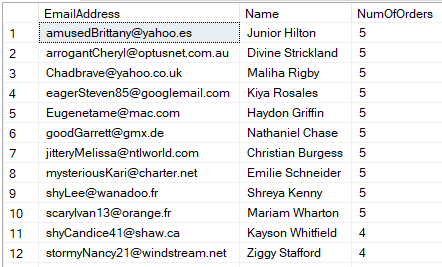 EmailAddress Name NumOfOrders
1 amusedBrittany@yahoo.es Junior Hilton 5
2 arrogantCheryl@optusnet.com.au Divine Strickland 5
3 Chadbrave@yahoo.co.uk Maliha Rigby 5
4 eagerSteven85@googlemail.com Kiya Rosales 5
5 Eugenetame@mac.com Haydon Griffin 5
6 goodGarrett@gmx.de Nathaniel Chase 5
7 jitteryMelissa@ntlworld.com Christian Burgess 5
8 mysteriousKari@charter.net Emilie Schneider 5
9 shyLee@wanadoo.fr Shreya Kenny 5
10 scaryIvan13@orange.fr Mariam Wharton 5
11 shyCandice41@shaw.ca Kayson Whitfield 4
12 stormyNancy21@windstream.net Ziggy Stafford 4